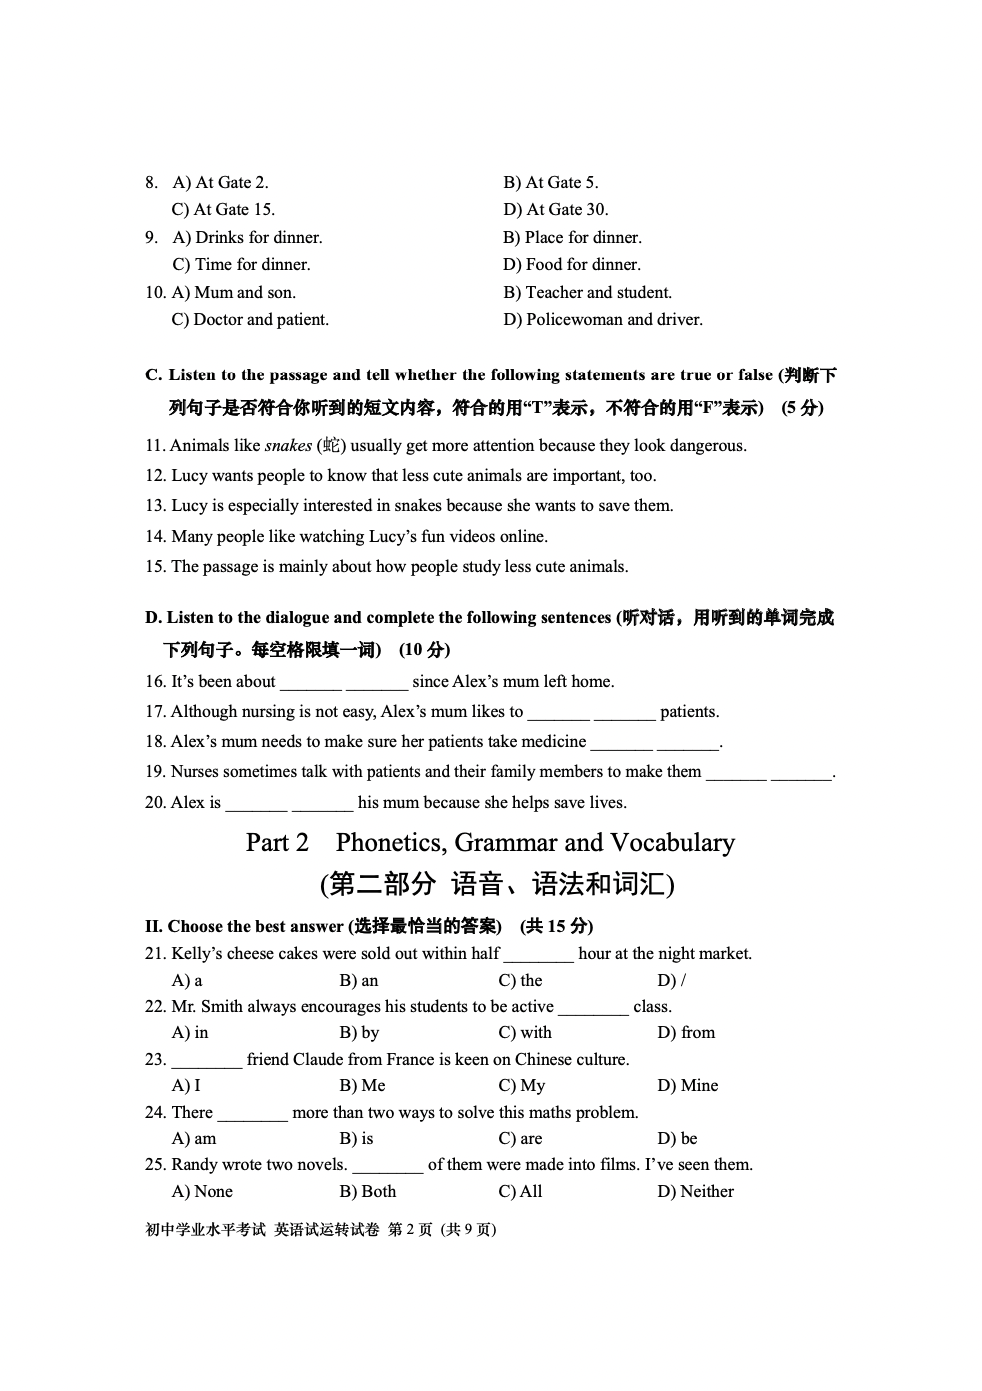 8. A) At Gate 2. B) At Gate 5.
C) At Gate 15. D) At Gate 30.
9. A) Drinks for dinner. B) Place for dinner.
C) Time for dinner. D) Food for dinner.
10. A) Mum and son. B) Teacher and student.
C) Doctor and patient. D) Policewoman and driver.
C. Listen to the passage and tell whether the following statements are true or false (判断下
列句子是否符合你听到的短文内容，符合的用“T”表示，不符合的用“F”表示) (5 分)
11. Animals like snakes (蛇) usually get more attention because they look dangerous.
12. Lucy wants people to know that less cute animals are important, too.
13. Lucy is especially interested in snakes because she wants to save them.
14. Many people like watching Lucy’s fun videos online.
15. The passage is mainly about how people study less cute animals.
D. Listen to the dialogue and complete the following sentences (听对话，用听到的单词完成
下列句子。每空格限填一词) (10 分)
16. It’s been about _______ _______ since Alex’s mum left home.
17. Although nursing is not easy, Alex’s mum likes to _______ _______ patients.
18. Alex’s mum needs to make sure her patients take medicine _______ _______.
19. Nurses sometimes talk with patients and their family members to make them _______ _______.
20. Alex is _______ _______ his mum because she helps save lives.
Part 2 Phonetics, Grammar and Vocabulary
(第二部分 语音、语法和词汇)
II. Choose the best answer (选择最恰当的答案) (共 15 分)
21. Kelly’s cheese cakes were sold out within half ________ hour at the night market.
A) a B) an C) the D) /
22. Mr. Smith always encourages his students to be active ________ class.
A) in B) by C) with D) from
23. ________ friend Claude from France is keen on Chinese culture.
A) I B) Me C) My D) Mine
24. There ________ more than two ways to solve this maths problem.
A) am B) is C) are D) be
25. Randy wrote two novels. ________ of them were made into films. I’ve seen them.
A) None B) Both C) All D) Neither
初中学业水平考试 英语试运转试卷 第 2 页 (共 9 页)